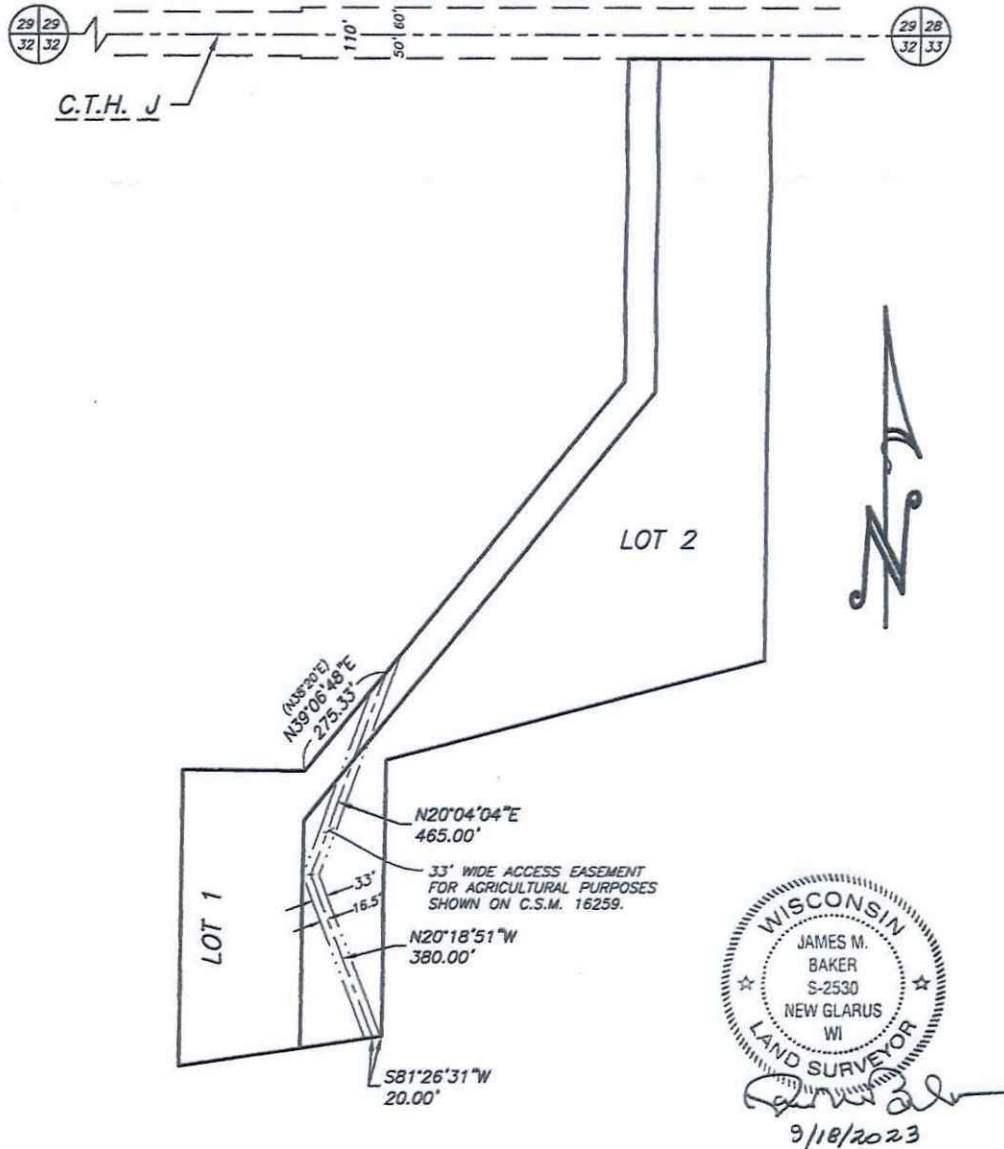 29 29
32 32
110'
50' 60'
29 28
32 33
C.T.H. J
LOT 2
N
(N38°20'E)
N39°06'48"E
275.33'
N20°04'04"E
465.00'
33' WIDE ACCESS EASEMENT
FOR AGRICULTURAL PURPOSES
SHOWN ON C.S.M. 16259.
33'
16.5'
N20°18'51"W
380.00'
LOT 1
S81°26'31"W
20.00'
WISCONSIN
JAMES M.
BAKER
S-2530
NEW GLARUS
WI
LAND SURVEYOR
9/18/2023